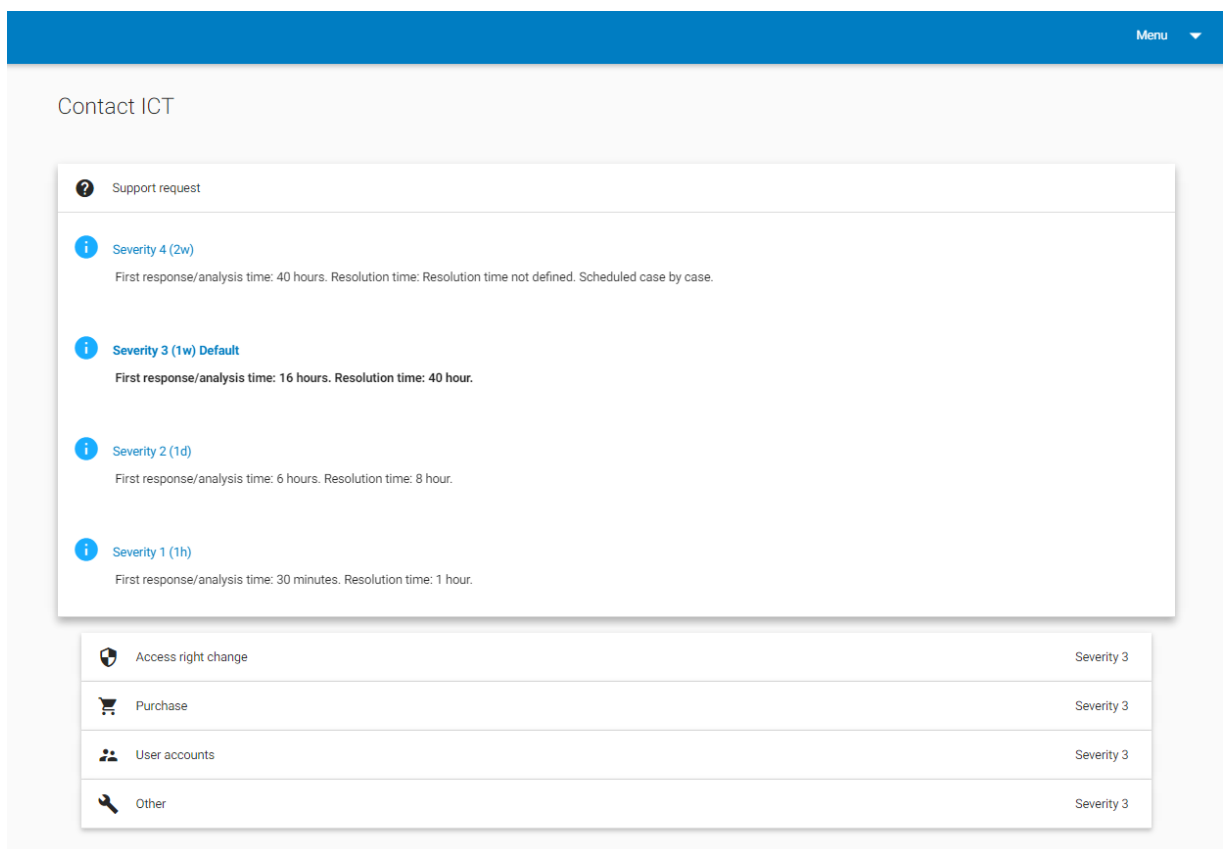 Menu
Contact ICT
Support request
Severity 4 (2w)
First response/analysis time: 40 hours. Resolution time: Resolution time not defined. Scheduled case by case.
Severity 3 (1w) Default
First response/analysis time: 16 hours. Resolution time: 40 hour.
Severity 2 (1d)
First response/analysis time: 6 hours. Resolution time: 8 hour.
Severity 1 (1h)
First response/analysis time: 30 minutes. Resolution time: 1 hour.
Access right change Severity 3
Purchase Severity 3
User accounts Severity 3
Other Severity 3